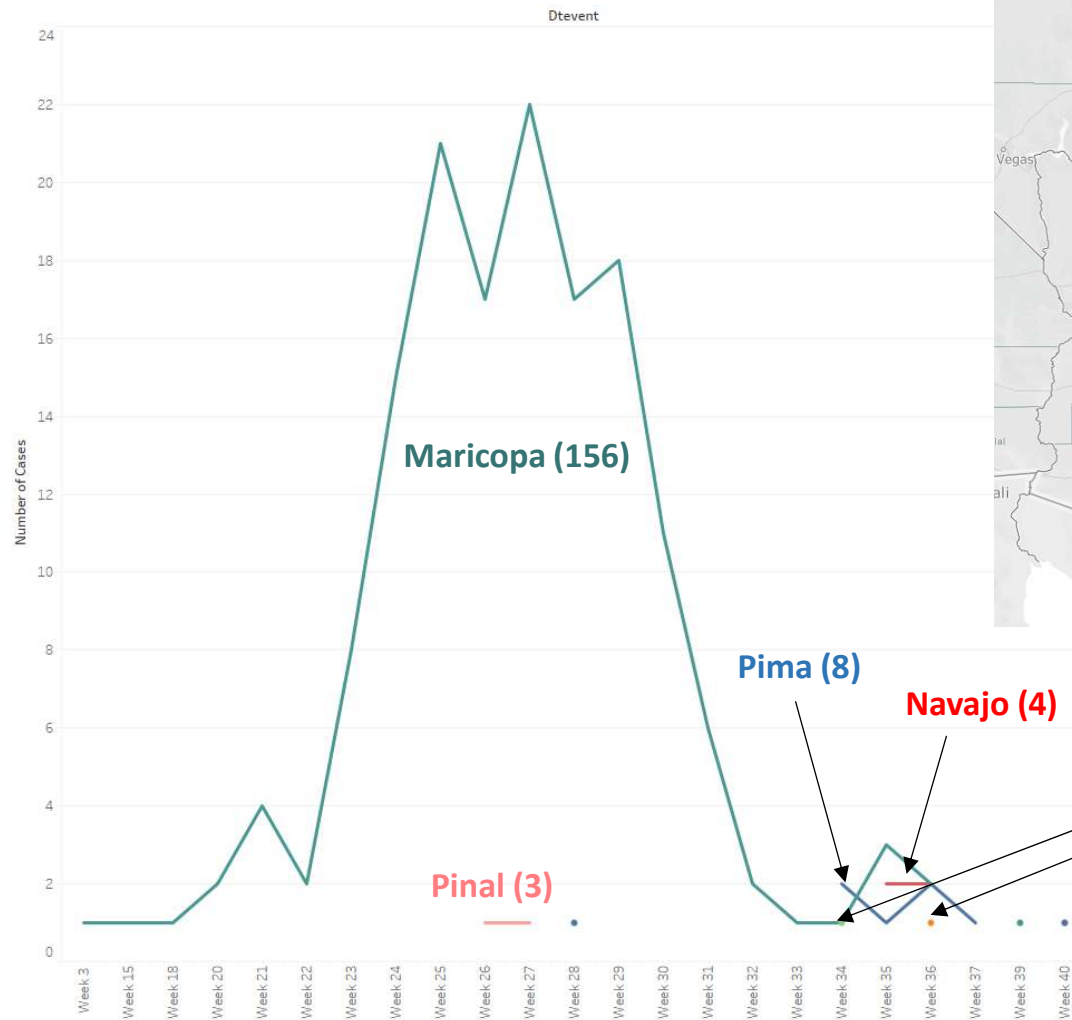 Dtevent
24
22
20
18
16
14
12
10
8
6
4
2
0
Number of Cases
Maricopa (156)
Pinal (3)
Pima (8)
Navajo (4)
Vegas
ali
Week 3
Week 15
Week 18
Week 20
Week 21
Week 22
Week 23
Week 24
Week 25
Week 26
Week 27
Week 28
Week 29
Week 30
Week 31
Week 32
Week 33
Week 34
Week 35
Week 36
Week 37
Week 39
Week 40